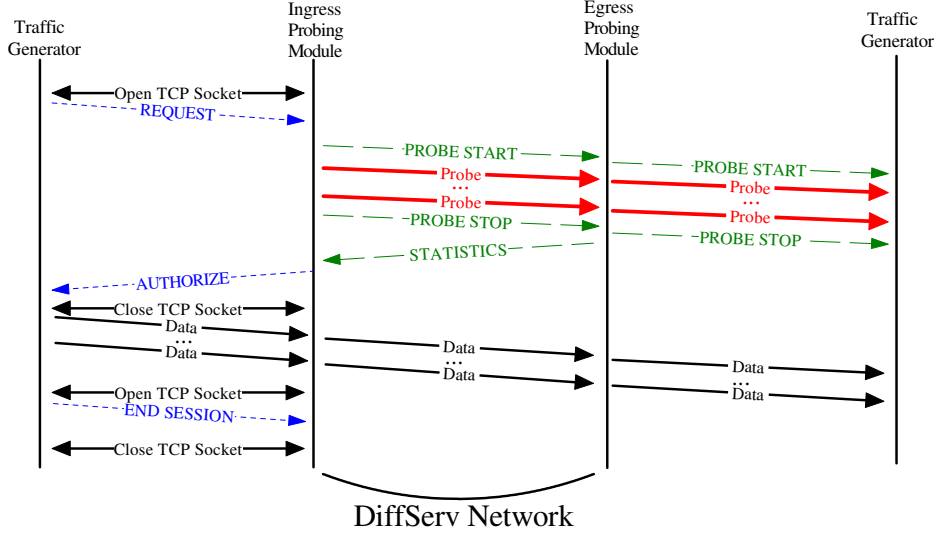 Traffic
Generator
Ingress
Probing
Module
Egress
Probing
Module
Traffic
Generator
Open TCP Socket
REQUEST
PROBE START
PROBE START
Probe
...
Probe
Probe
...
Probe
PROBE STOP
PROBE STOP
STATISTICS
AUTHORIZE
Close TCP Socket
Data
...
Data
Data
...
Data
Data
...
Data
Open TCP Socket
END SESSION
Close TCP Socket
DiffServ Network